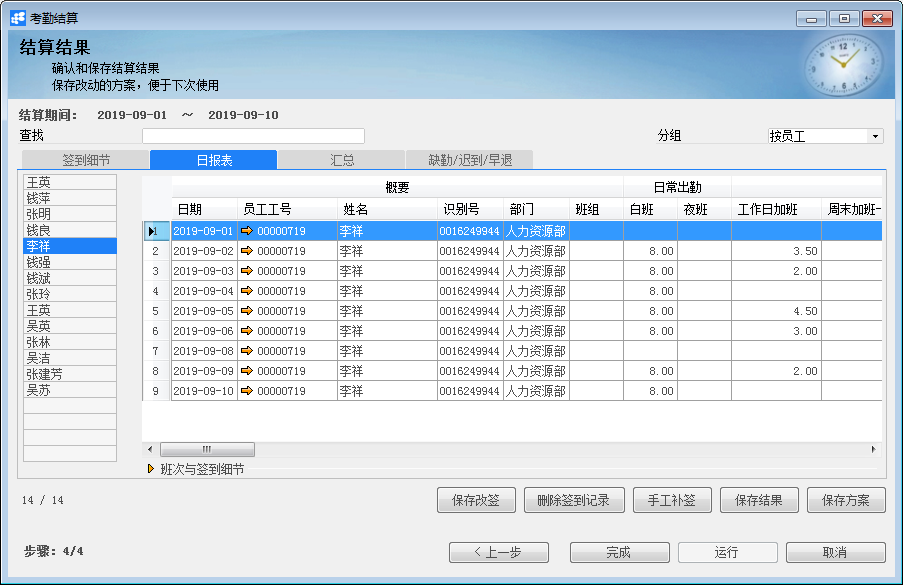 考勤结算
结算结果
确认和保存结算结果
保存改动的方案，便于下次使用
结算期间： 2019-09-01 ～ 2019-09-10
查找 分组 按员工
签到细节 日报表 汇总 缺勤/迟到/早退
王英
钱萍
张明
钱良
李祥
钱强
钱斌
张玲
王英
吴英
张林
吴洁
张建芳
吴苏
概要 日常出勤
日期 员工工号 姓名 识别号 部门 班组 白班 夜班 工作日加班 周末加班一
1 2019-09-01 00000719 李祥 0016249944 人力资源部
2 2019-09-02 00000719 李祥 0016249944 人力资源部 8.00 3.50
3 2019-09-03 00000719 李祥 0016249944 人力资源部 8.00 2.00
4 2019-09-04 00000719 李祥 0016249944 人力资源部 8.00
5 2019-09-05 00000719 李祥 0016249944 人力资源部 8.00 4.50
6 2019-09-06 00000719 李祥 0016249944 人力资源部 8.00 3.00
7 2019-09-08 00000719 李祥 0016249944 人力资源部
8 2019-09-09 00000719 李祥 0016249944 人力资源部 8.00 2.00
9 2019-09-10 00000719 李祥 0016249944 人力资源部 8.00
班次与签到细节
14 / 14 保存改签 删除签到记录 手工补签 保存结果 保存方案
步骤：4/4 < 上一步 完成 运行 取消